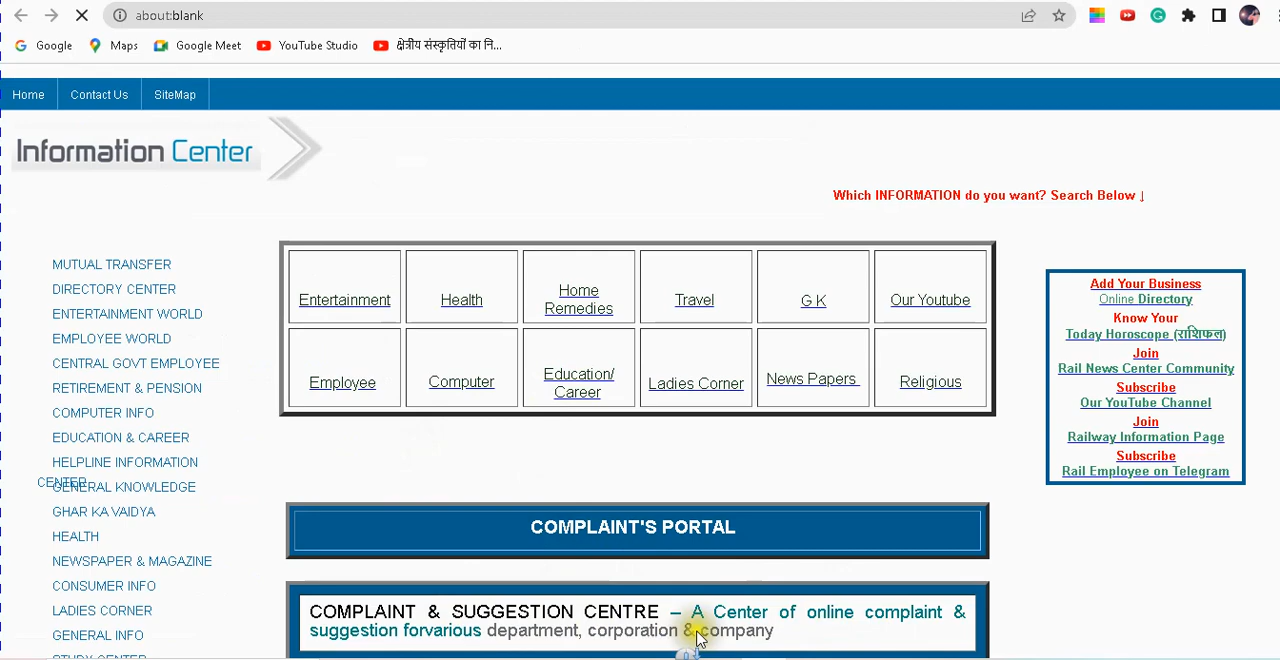 about:blank
Google Maps Google Meet YouTube Studio क्षेत्रीय संस्कृतियों का नि...
Home Contact Us SiteMap
Information Center
Which INFORMATION do you want? Search Below ↓
MUTUAL TRANSFER
DIRECTORY CENTER
ENTERTAINMENT WORLD
EMPLOYEE WORLD
CENTRAL GOVT EMPLOYEE
RETIREMENT & PENSION
COMPUTER INFO
EDUCATION & CAREER
HELPLINE INFORMATION
CENTER
GENERAL KNOWLEDGE
GHAR KA VAIDYA
HEALTH
NEWSPAPER & MAGAZINE
CONSUMER INFO
LADIES CORNER
GENERAL INFO
STUDY CENTER
Entertainment Health Home Travel G K Our Youtube
Remedies
Employee Computer Education/ Ladies Corner News Papers Religious
Career
COMPLAINT'S PORTAL
COMPLAINT & SUGGESTION CENTRE – A Center of online complaint &
suggestion forvarious department, corporation & company
Add Your Business
Online Directory
Know Your
Today Horoscope (राशिफल)
Join
Rail News Center Community
Subscribe
Our YouTube Channel
Join
Railway Information Page
Subscribe
Rail Employee on Telegram